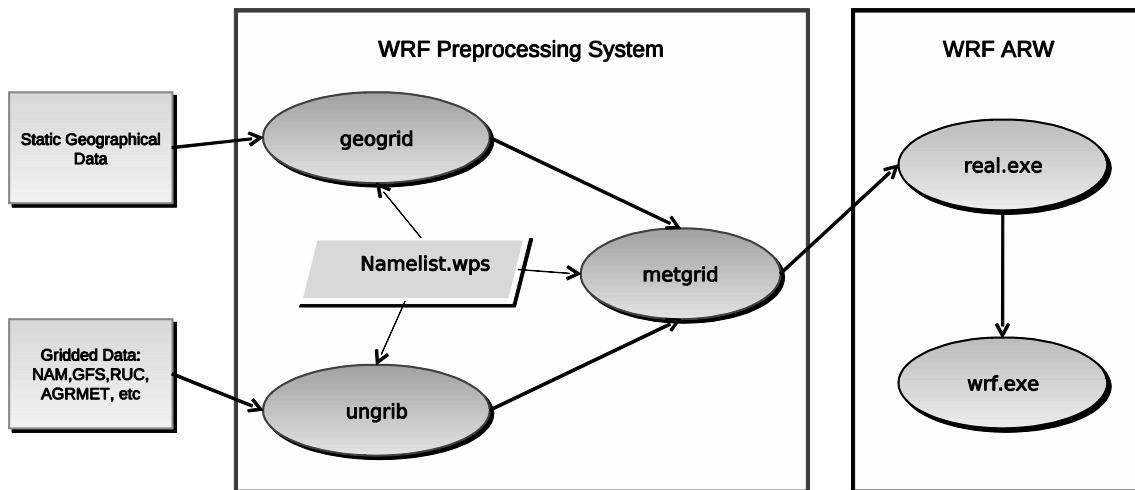 WRF Preprocessing System
WRF ARW
Static Geographical
Data
geogrid
real.exe
Namelist.wps
metgrid
Gridded Data:
NAM,GFS,RUC,
AGRMET, etc
ungrib
wrf.exe